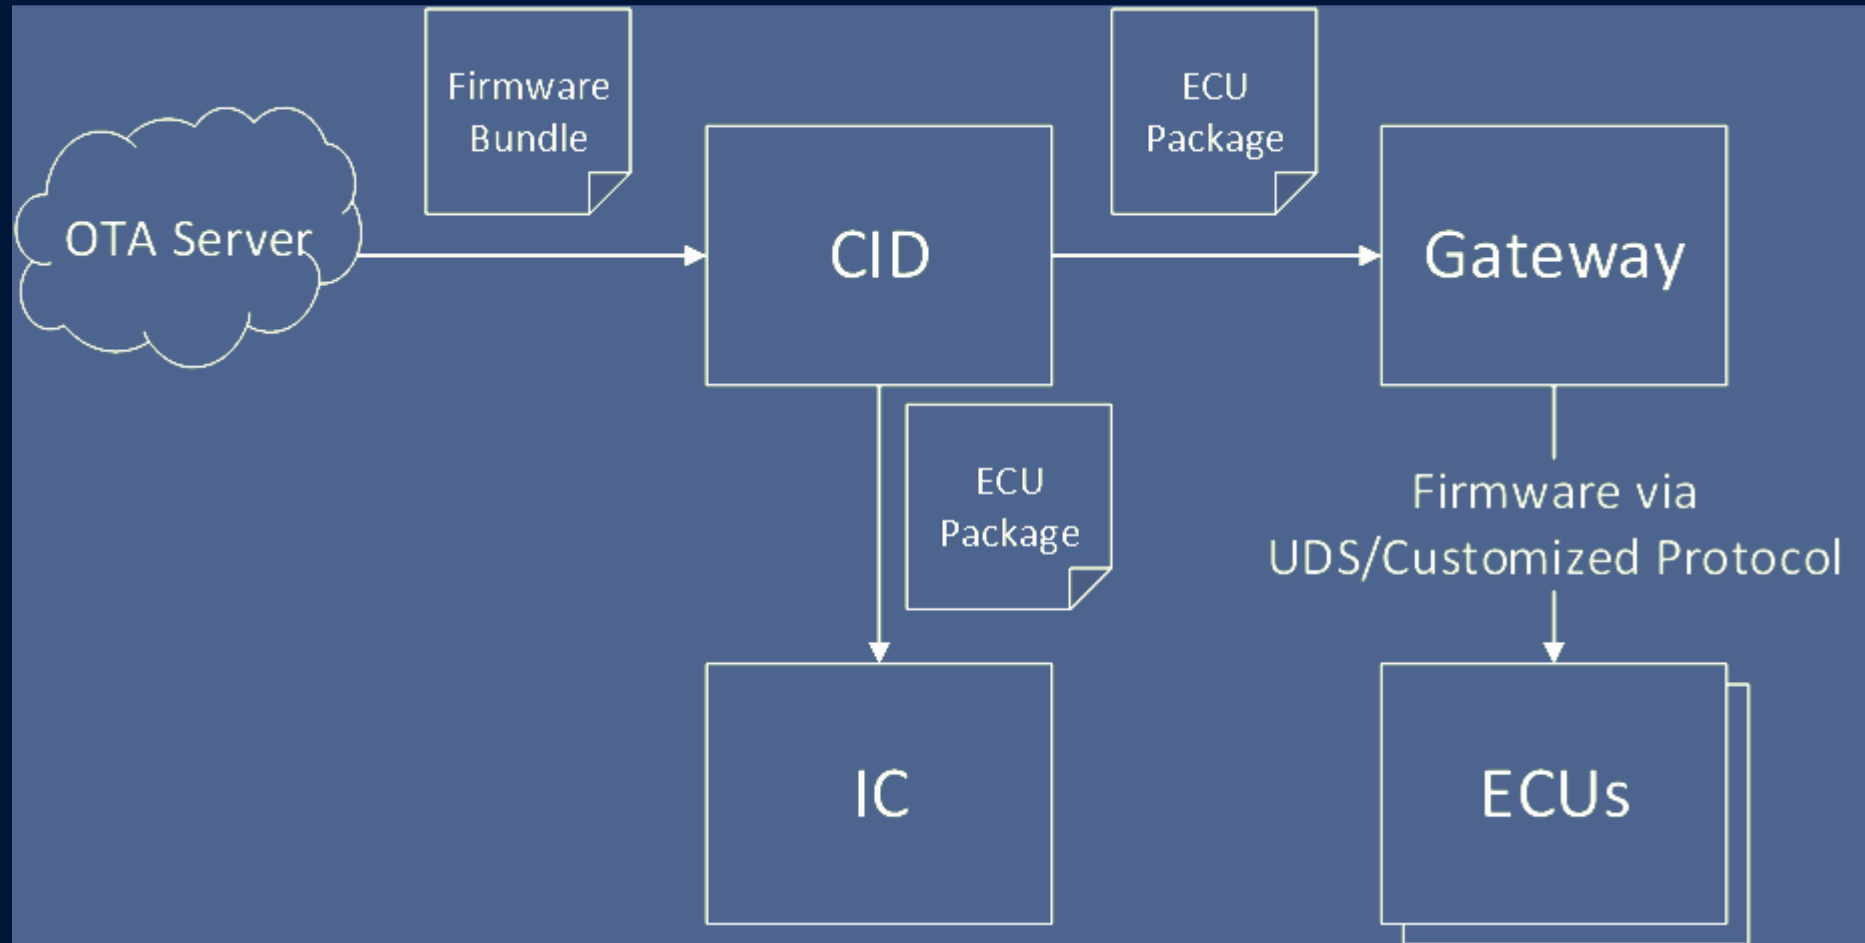 Firmware
Bundle
ECU
Package
OTA Server
CID
Gateway
ECU
Package
Firmware via
UDS/Customized Protocol
IC
ECUs